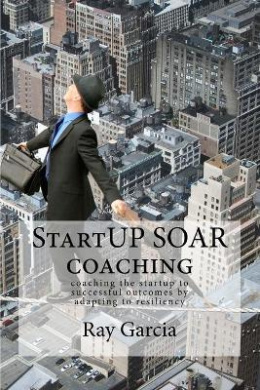 StartUP SOAR
coaching
coaching the startup to
successful outcomes by
adapting to resiliency
Ray Garcia